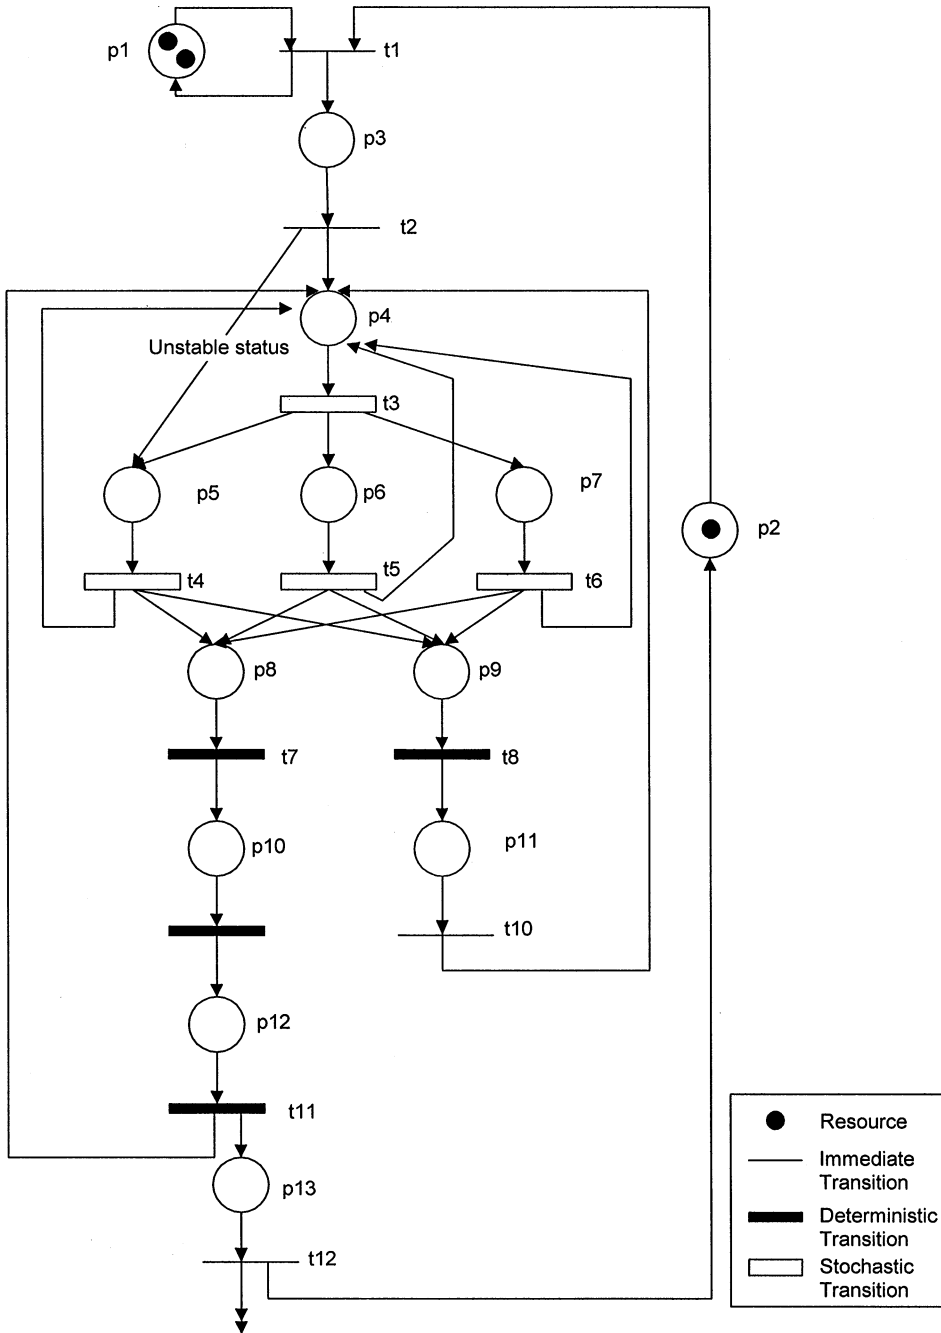 p1
t1
p3
t2
p4
Unstable status
t3
p5
p6
p7
p2
t4
t5
t6
p8
p9
t7
t8
p10
p11
t10
p12
t11
p13
t12
Resource
Immediate
Transition
Deterministic
Transition
Stochastic
Transition